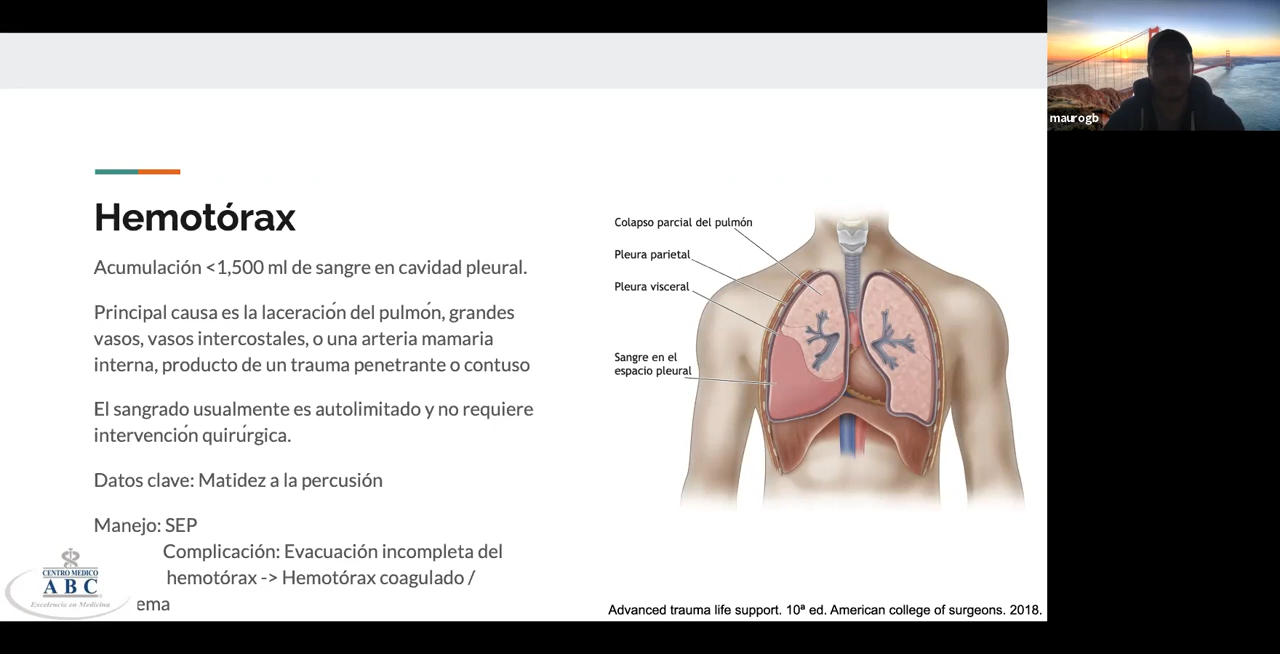 maurogb
Hemotórax
Acumulación <1,500 ml de sangre en cavidad pleural.
Principal causa es la laceración del pulmón, grandes
vasos, vasos intercostales, o una arteria mamaria
interna, producto de un trauma penetrante o contuso
El sangrado usualmente es autolimitado y no requiere
intervención quirúrgica.
Datos clave: Matidez a la percusión
Manejo: SEP
Complicación: Evacuación incompleta del
hemotórax -> Hemotórax coagulado /
ema
Colapso parcial del pulmón
Pleura parietal
Pleura visceral
Sangre en el
espacio pleural
CENTRO MEDICO
ABC
Excelencia en Medicina
Advanced trauma life support. 10ª ed. American college of surgeons. 2018.